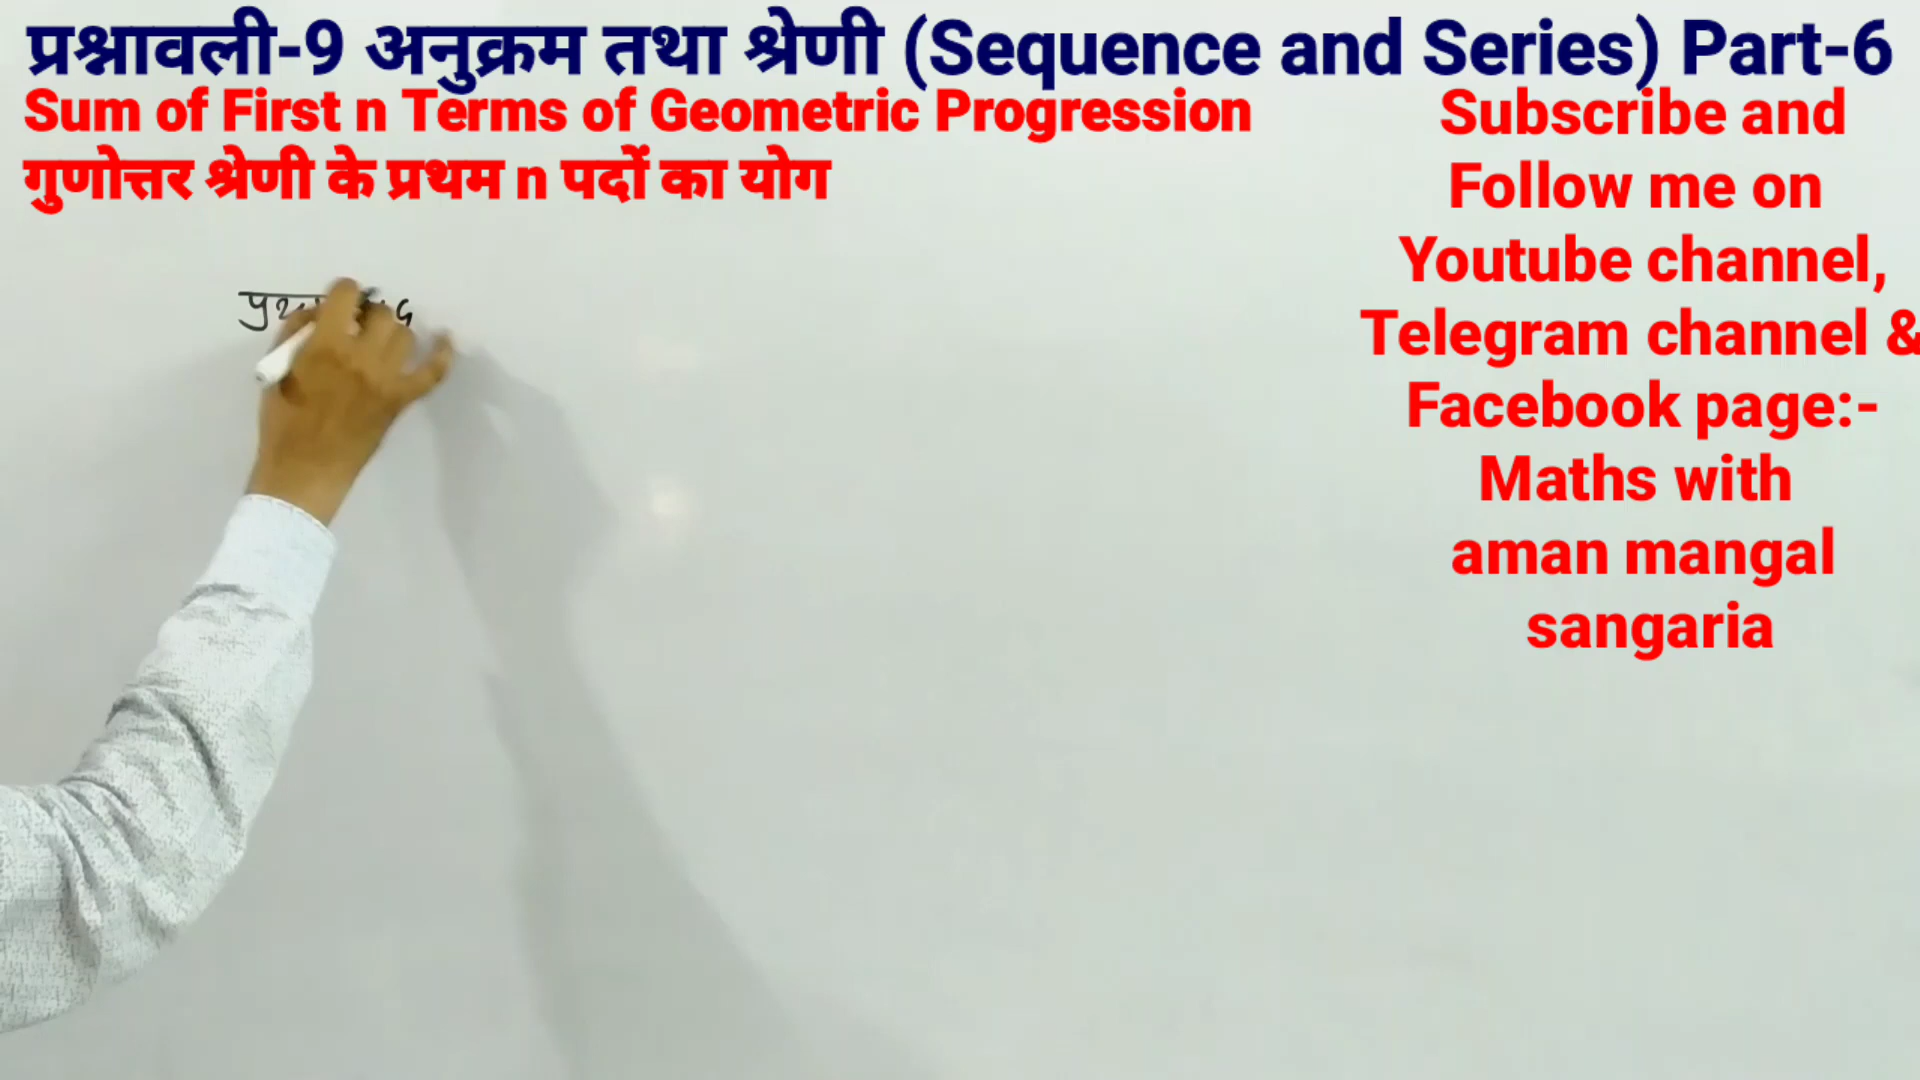 प्रश्नावली-9 अनुक्रम तथा श्रेणी (Sequence and Series) Part-6
Sum of First n Terms of Geometric Progression
गुणोत्तर श्रेणी के प्रथम n पदों का योग
Subscribe and
Follow me on
Youtube channel,
Telegram channel &
Facebook page:-
Maths with
aman mangal
sangaria